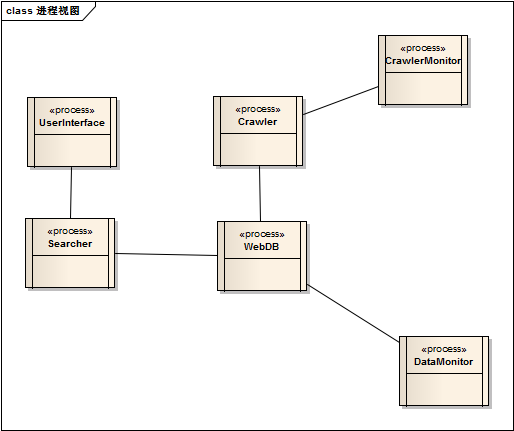 class 进程视图
«process»
CrawlerMonitor
«process»
UserInterface
«process»
Crawler
«process»
Searcher
«process»
WebDB
«process»
DataMonitor